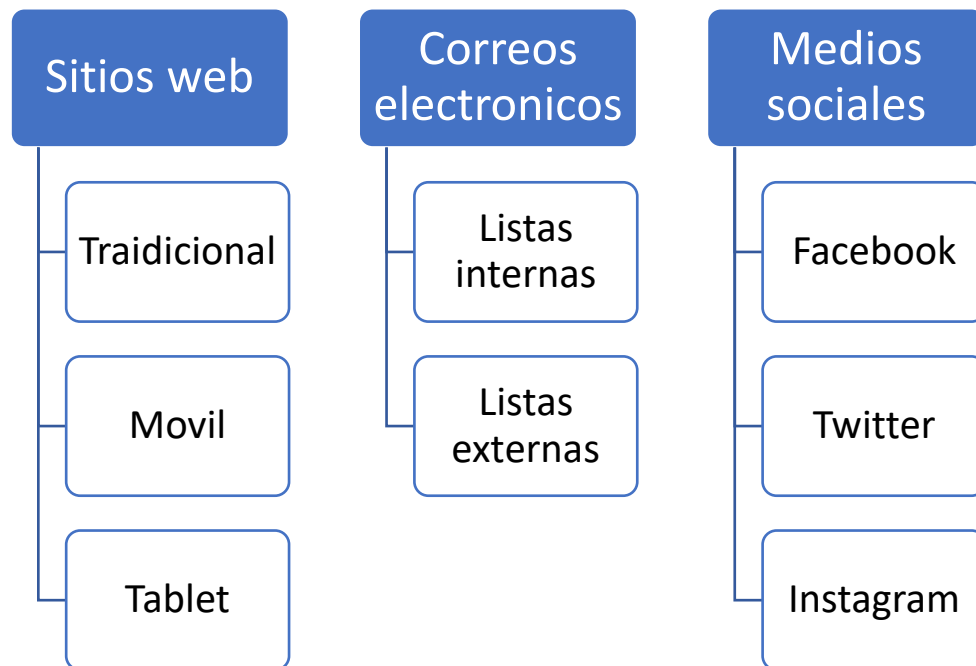 Sitios web
Traidicional
Movil
Tablet
Correos
electronicos
Listas
internas
Listas
externas
Medios
sociales
Facebook
Twitter
Instagram